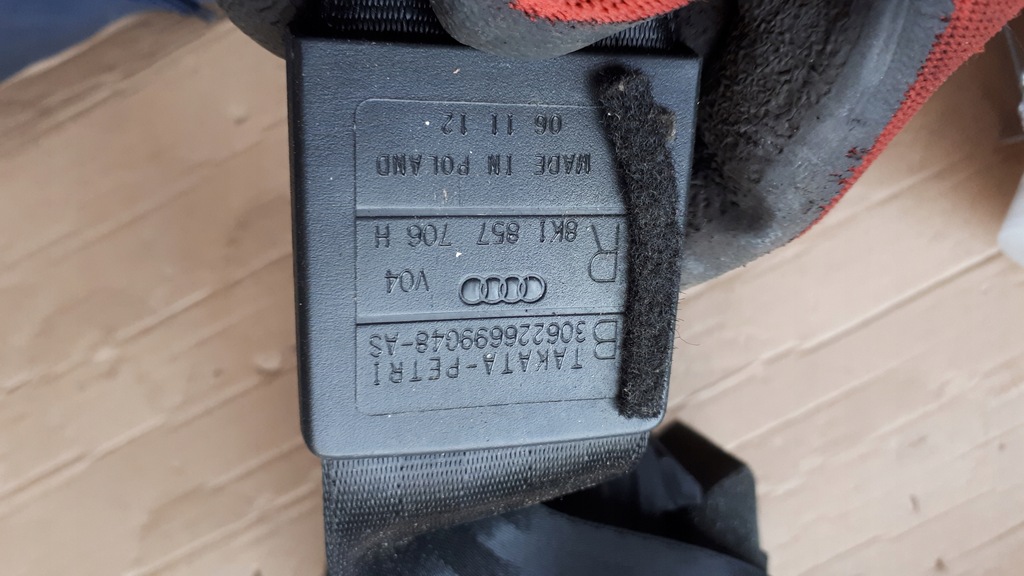 TAKATA-PETRI
306226699048-AS
B
V04
8K1 857 706 H
R
MADE IN POLAND
06 11 12